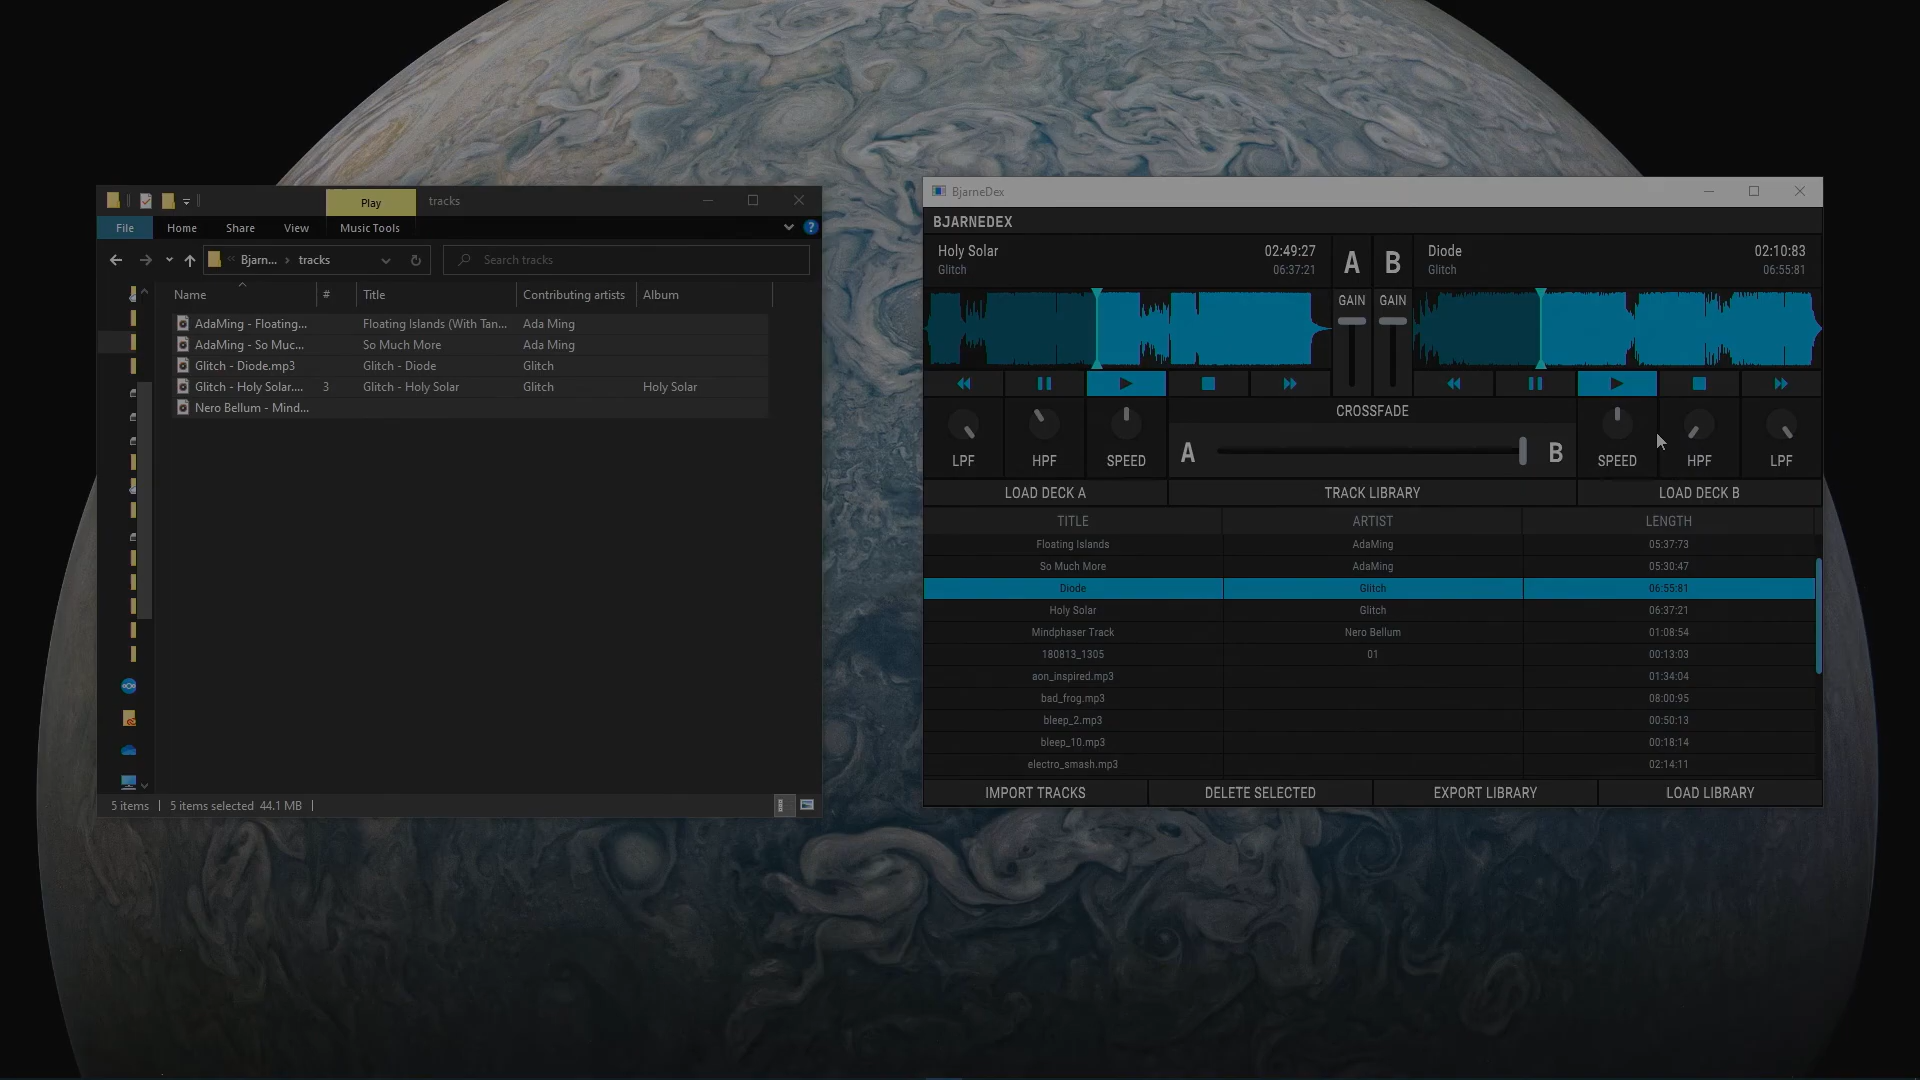 Play
tracks
File
Home
Share
View
Music Tools
Bjarn...
tracks
Search tracks
Name
#
Title
Contributing artists
Album
AdaMing - Floating...
Floating Islands (With Tan...
Ada Ming
AdaMing - So Muc...
So Much More
Ada Ming
Glitch - Diode.mp3
Glitch - Diode
Glitch
Glitch - Holy Solar....
3
Glitch - Holy Solar
Glitch
Holy Solar
Nero Bellum - Mind...
5 items
5 items selected 44.1 MB
BjarneDex
BJARNEDEX
Holy Solar
02:49:27
Glitch
06:37:21
A
B
Diode
02:10:83
Glitch
06:55:81
GAIN
GAIN
CROSSFADE
LPF
HPF
SPEED
A
B
SPEED
HPF
LPF
LOAD DECK A
TRACK LIBRARY
LOAD DECK B
TITLE
ARTIST
LENGTH
Floating Islands
AdaMing
05:37:73
So Much More
AdaMing
05:30:47
Diode
Glitch
06:55:81
Holy Solar
Glitch
06:37:21
Mindphaser Track
Nero Bellum
01:08:54
180813_1305
01
00:13:03
aon_inspired.mp3
01:34:04
bad_frog.mp3
08:00:95
bleep_2.mp3
00:50:13
bleep_10.mp3
00:18:14
electro_smash.mp3
02:14:11
IMPORT TRACKS
DELETE SELECTED
EXPORT LIBRARY
LOAD LIBRARY